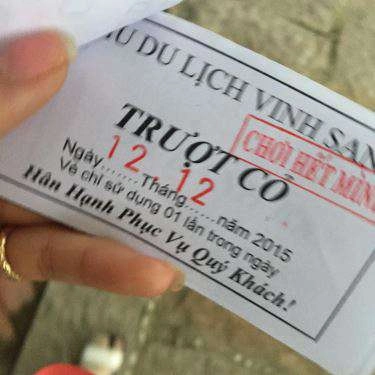 DU LỊCH VINH SAN
TRƯỢT CỎ
CHƠI HẾT MÌN
Ngày 12 Tháng 12 năm 2015
Vé chỉ sử dụng 01 lần trong ngày
Hân Hạnh Phục Vụ Quý Khách!